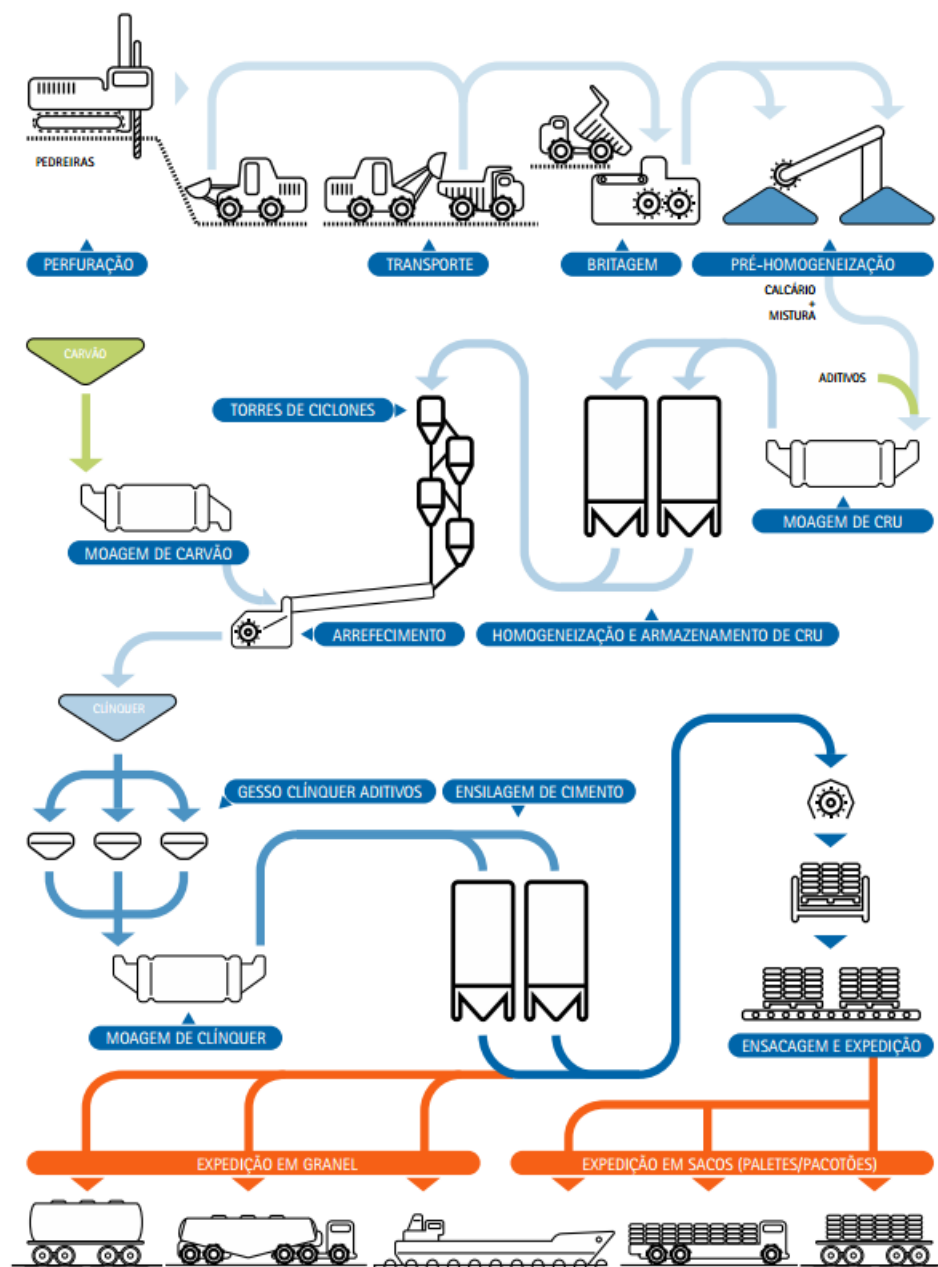 PEDREIRAS
PERFURAÇÃO
TRANSPORTE
BRITAGEM
PRÉ-HOMOGENEIZAÇÃO
CALCÁRIO
+
MISTURA
CARVÃO
ADITIVOS
TORRES DE CICLONES
MOAGEM DE CRU
MOAGEM DE CARVÃO
ARREFECIMENTO
HOMOGENEIZAÇÃO E ARMAZENAMENTO DE CRU
CLÍNQUER
GESSO CLÍNQUER ADITIVOS
ENSILAGEM DE CIMENTO
MOAGEM DE CLÍNQUER
ENSACAGEM E EXPEDIÇÃO
EXPEDIÇÃO EM GRANEL
EXPEDIÇÃO EM SACOS (PALETES/PACOTÕES)